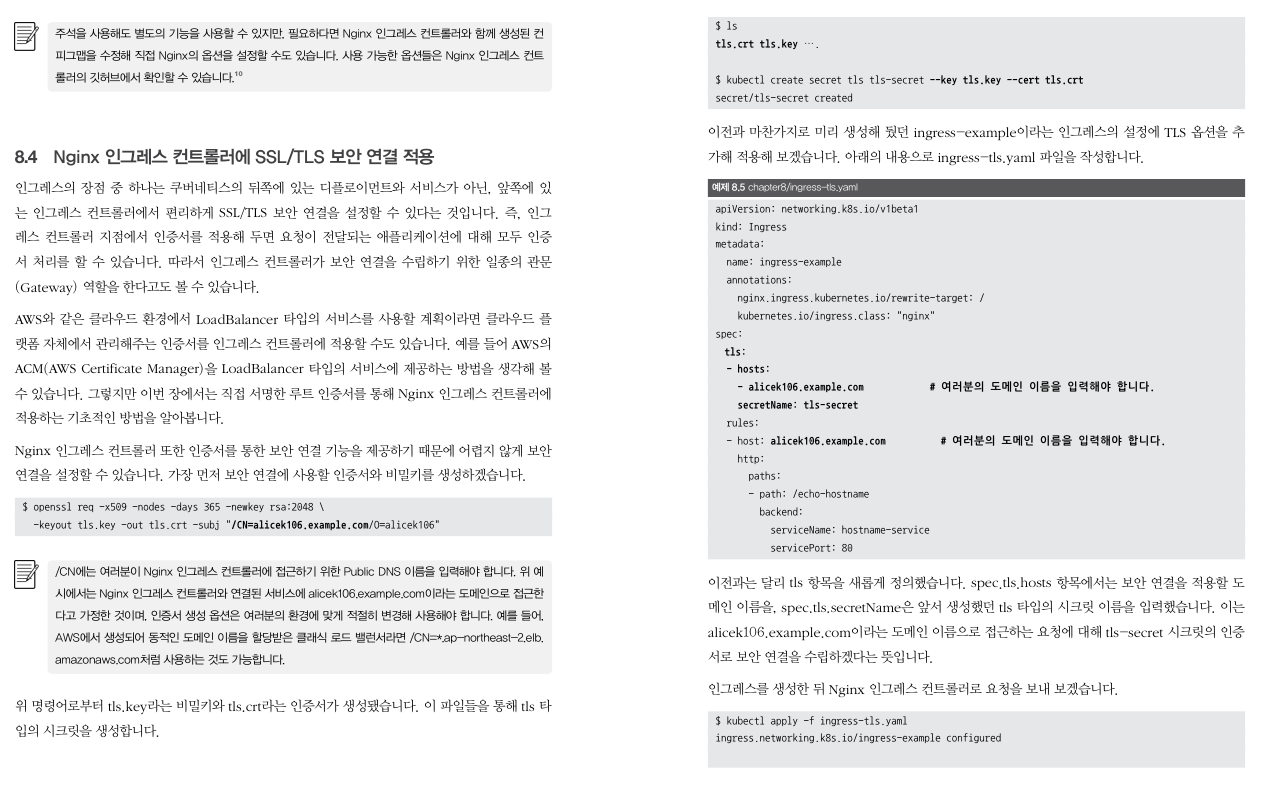 주석을 사용해도 별도의 기능을 사용할 수 있지만, 필요하다면 Nginx 인그레스 컨트롤러와 함께 생성된 컨
피그맵을 수정해 직접 Nginx의 옵션을 설정할 수도 있습니다. 사용 가능한 옵션들은 Nginx 인그레스 컨트
롤러의 깃허브에서 확인할 수 있습니다.10
8.4 Nginx 인그레스 컨트롤러에 SSL/TLS 보안 연결 적용
인그레스의 장점 중 하나는 쿠버네티스의 뒤쪽에 있는 디플로이먼트와 서비스가 아닌, 앞쪽에 있
는 인그레스 컨트롤러에서 편리하게 SSL/TLS 보안 연결을 설정할 수 있다는 것입니다. 즉, 인그
레스 컨트롤러 지점에서 인증서를 적용해 두면 요청이 전달되는 애플리케이션에 대해 모두 인증
서 처리를 할 수 있습니다. 따라서 인그레스 컨트롤러가 보안 연결을 수립하기 위한 일종의 관문
(Gateway) 역할을 한다고도 볼 수 있습니다.
AWS와 같은 클라우드 환경에서 LoadBalancer 타입의 서비스를 사용할 계획이라면 클라우드 플
랫폼 자체에서 관리해주는 인증서를 인그레스 컨트롤러에 적용할 수도 있습니다. 예를 들어 AWS의
ACM(AWS Certificate Manager)을 LoadBalancer 타입의 서비스에 제공하는 방법을 생각해 볼
수 있습니다. 그렇지만 이번 장에서는 직접 서명한 루트 인증서를 통해 Nginx 인그레스 컨트롤러에
적용하는 기초적인 방법을 알아봅니다.
Nginx 인그레스 컨트롤러 또한 인증서를 통한 보안 연결 기능을 제공하기 때문에 어렵지 않게 보안
연결을 설정할 수 있습니다. 가장 먼저 보안 연결에 사용할 인증서와 비밀키를 생성하겠습니다.
$ openssl req -x509 -nodes -days 365 -newkey rsa:2048 \
-keyout tls.key -out tls.crt -subj "/CN=alicek106.example.com/O=alicek106"
/CN에는 여러분이 Nginx 인그레스 컨트롤러에 접근하기 위한 Public DNS 이름을 입력해야 합니다. 위 예
시에서는 Nginx 인그레스 컨트롤러와 연결된 서비스에 alicek106.example.com이라는 도메인으로 접근한
다고 가정한 것이며, 인증서 생성 옵션은 여러분의 환경에 맞게 적절히 변경해 사용해야 합니다. 예를 들어,
AWS에서 생성되어 동적인 도메인 이름을 할당받은 클래식 로드 밸런서라면 /CN=*.ap-northeast-2.elb.
amazonaws.com처럼 사용하는 것도 가능합니다.
위 명령어로부터 tls.key라는 비밀키와 tls.crt라는 인증서가 생성됐습니다. 이 파일들을 통해 tls 타
입의 시크릿을 생성합니다.
$ ls
tls.crt tls.key ….
$ kubectl create secret tls tls-secret --key tls.key --cert tls.crt
secret/tls-secret created
이전과 마찬가지로 미리 생성해 뒀던 ingress-example이라는 인그레스의 설정에 TLS 옵션을 추
가해 적용해 보겠습니다. 아래의 내용으로 ingress-tls.yaml 파일을 작성합니다.
예제 8.5 chapter8/ingress-tls.yaml
apiVersion: networking.k8s.io/v1beta1
kind: Ingress
metadata:
name: ingress-example
annotations:
nginx.ingress.kubernetes.io/rewrite-target: /
kubernetes.io/ingress.class: "nginx"
spec:
tls:
- hosts:
- alicek106.example.com # 여러분의 도메인 이름을 입력해야 합니다.
secretName: tls-secret
rules:
- host: alicek106.example.com # 여러분의 도메인 이름을 입력해야 합니다.
http:
paths:
- path: /echo-hostname
backend:
serviceName: hostname-service
servicePort: 80
이전과는 달리 tls 항목을 새롭게 정의했습니다. spec.tls.hosts 항목에서는 보안 연결을 적용할 도
메인 이름을, spec.tls.secretName은 앞서 생성했던 tls 타입의 시크릿 이름을 입력했습니다. 이는
alicek106.example.com이라는 도메인 이름으로 접근하는 요청에 대해 tls-secret 시크릿의 인증
서로 보안 연결을 수립하겠다는 뜻입니다.
인그레스를 생성한 뒤 Nginx 인그레스 컨트롤러로 요청을 보내 보겠습니다.
$ kubectl apply -f ingress-tls.yaml
ingress.networking.k8s.io/ingress-example configured